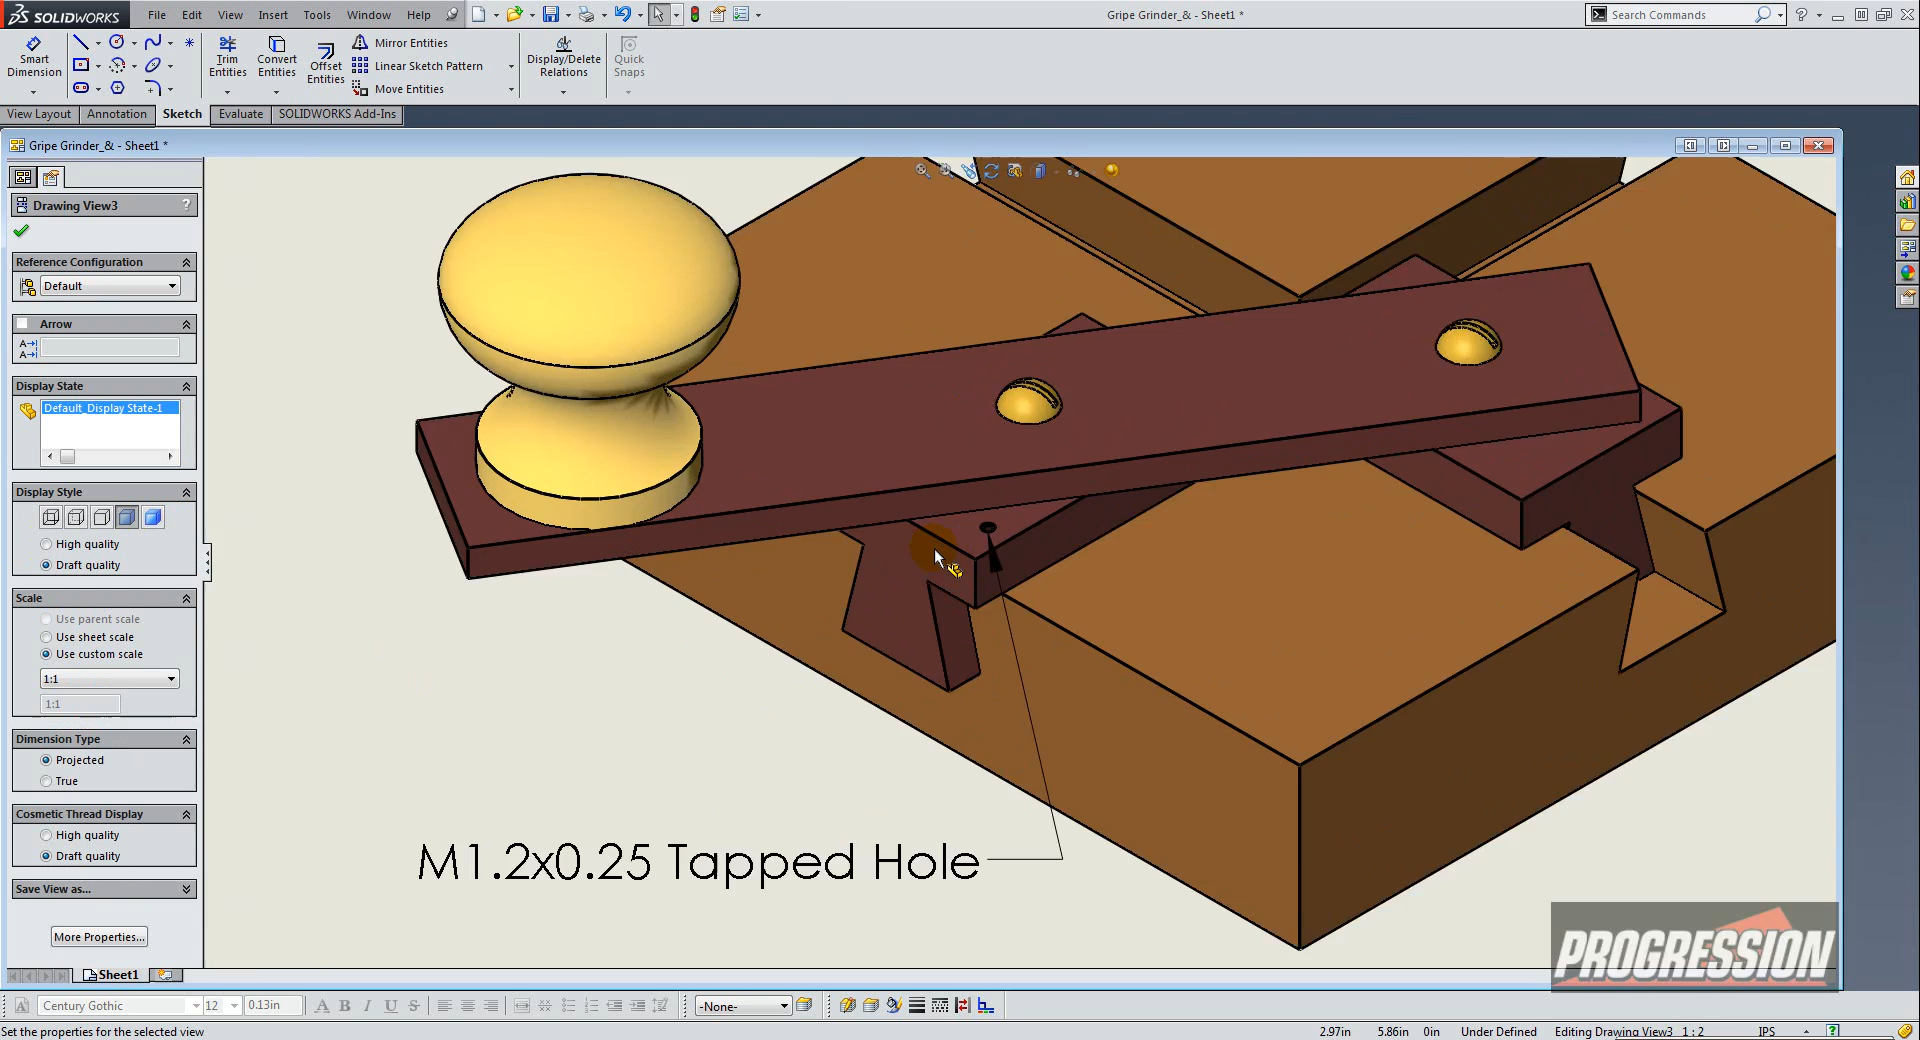 SOLIDWORKS File Edit View Insert Tools Window Help Gripe Grinder_& - Sheet1 * Search Commands
Smart Dimension
Trim Entities
Convert Entities
Offset Entities
Mirror Entities
Linear Sketch Pattern
Move Entities
Display/Delete Relations
Quick Snaps
View Layout Annotation Sketch Evaluate SOLIDWORKS Add-Ins
Gripe Grinder_& - Sheet1 *
Drawing View3 ?
Reference Configuration
Default
Arrow
Display State
Default_Display State-1
Display Style
High quality
Draft quality
Scale
Use parent scale
Use sheet scale
Use custom scale
1:1
1:1
Dimension Type
Projected
True
Cosmetic Thread Display
High quality
Draft quality
Save View as...
More Properties...
M1.2x0.25 Tapped Hole
PROGRESSION
Sheet1
Century Gothic 12 0.13in A B I U S -None-
Set the properties for the selected view 2.97in 5.86in 0in Under Defined Editing Drawing View3 1 : 2 IPS ?